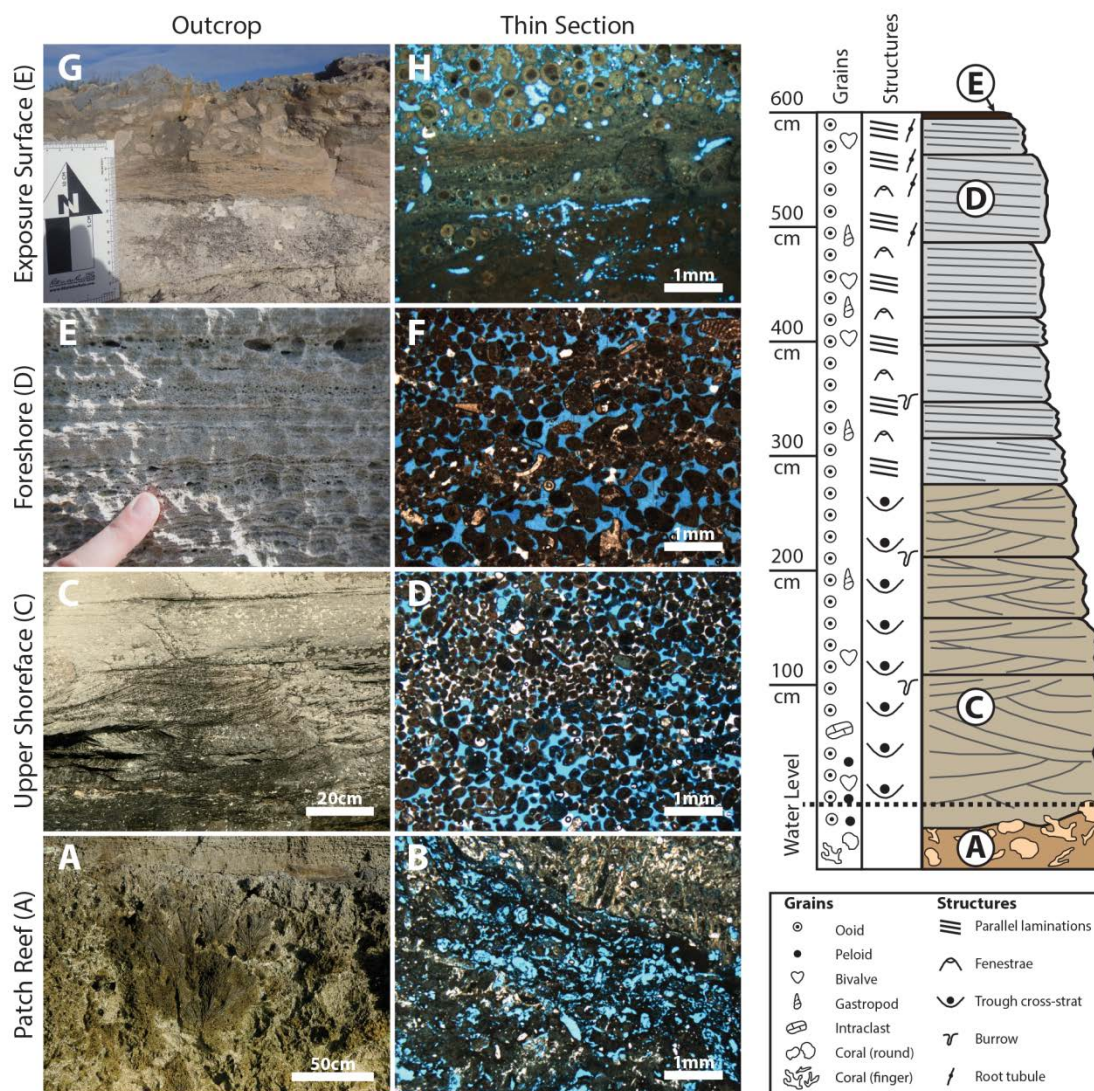 Outcrop
Thin Section
Exposure Surface (E)
G
N
H
1mm
Foreshore (D)
E
F
1mm
Upper Shoreface (C)
C
20cm
D
1mm
Patch Reef (A)
A
50cm
B
1mm
Grains
Structures
E
600
cm
D
500
cm
400
cm
300
cm
200
cm
100
cm
C
Water Level
A
Grains
Ooid
Peloid
Bivalve
Gastropod
Intraclast
Coral (round)
Coral (finger)
Structures
Parallel laminations
Fenestrae
Trough cross-strat
Burrow
Root tubule